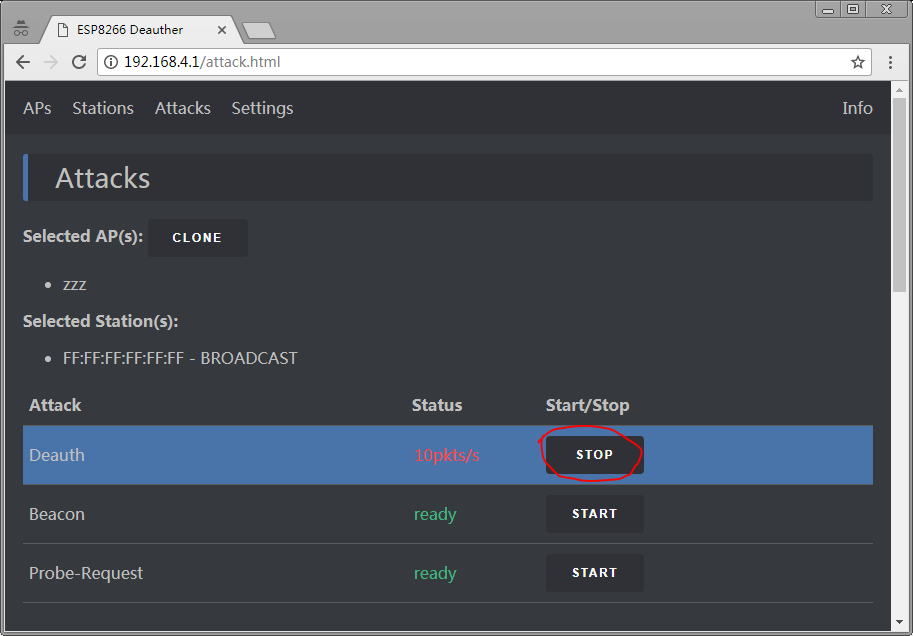 ESP8266 Deauther
192.168.4.1/attack.html
APs Stations Attacks Settings Info
Attacks
Selected AP(s): CLONE
• zzz
Selected Station(s):
• FF:FF:FF:FF:FF:FF - BROADCAST
Attack Status Start/Stop
Deauth 10pkts/s STOP
Beacon ready START
Probe-Request ready START